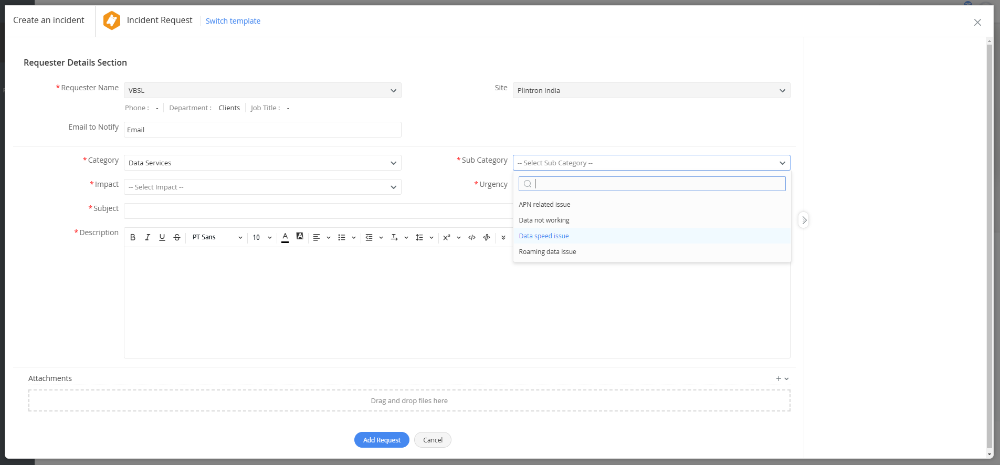 Create an incident
Incident Request
Switch template
Requester Details Section
* Requester Name
VBSL
Site
Plintron India
Phone : - Department : Clients Job Title : -
Email to Notify
Email
* Category
Data Services
* Sub Category
-- Select Sub Category --
* Impact
-- Select Impact --
* Urgency
APN related issue
Data not working
Data speed issue
Roaming data issue
* Subject
* Description
B I U S PT Sans 10 A A
Attachments
Drag and drop files here
Add Request
Cancel